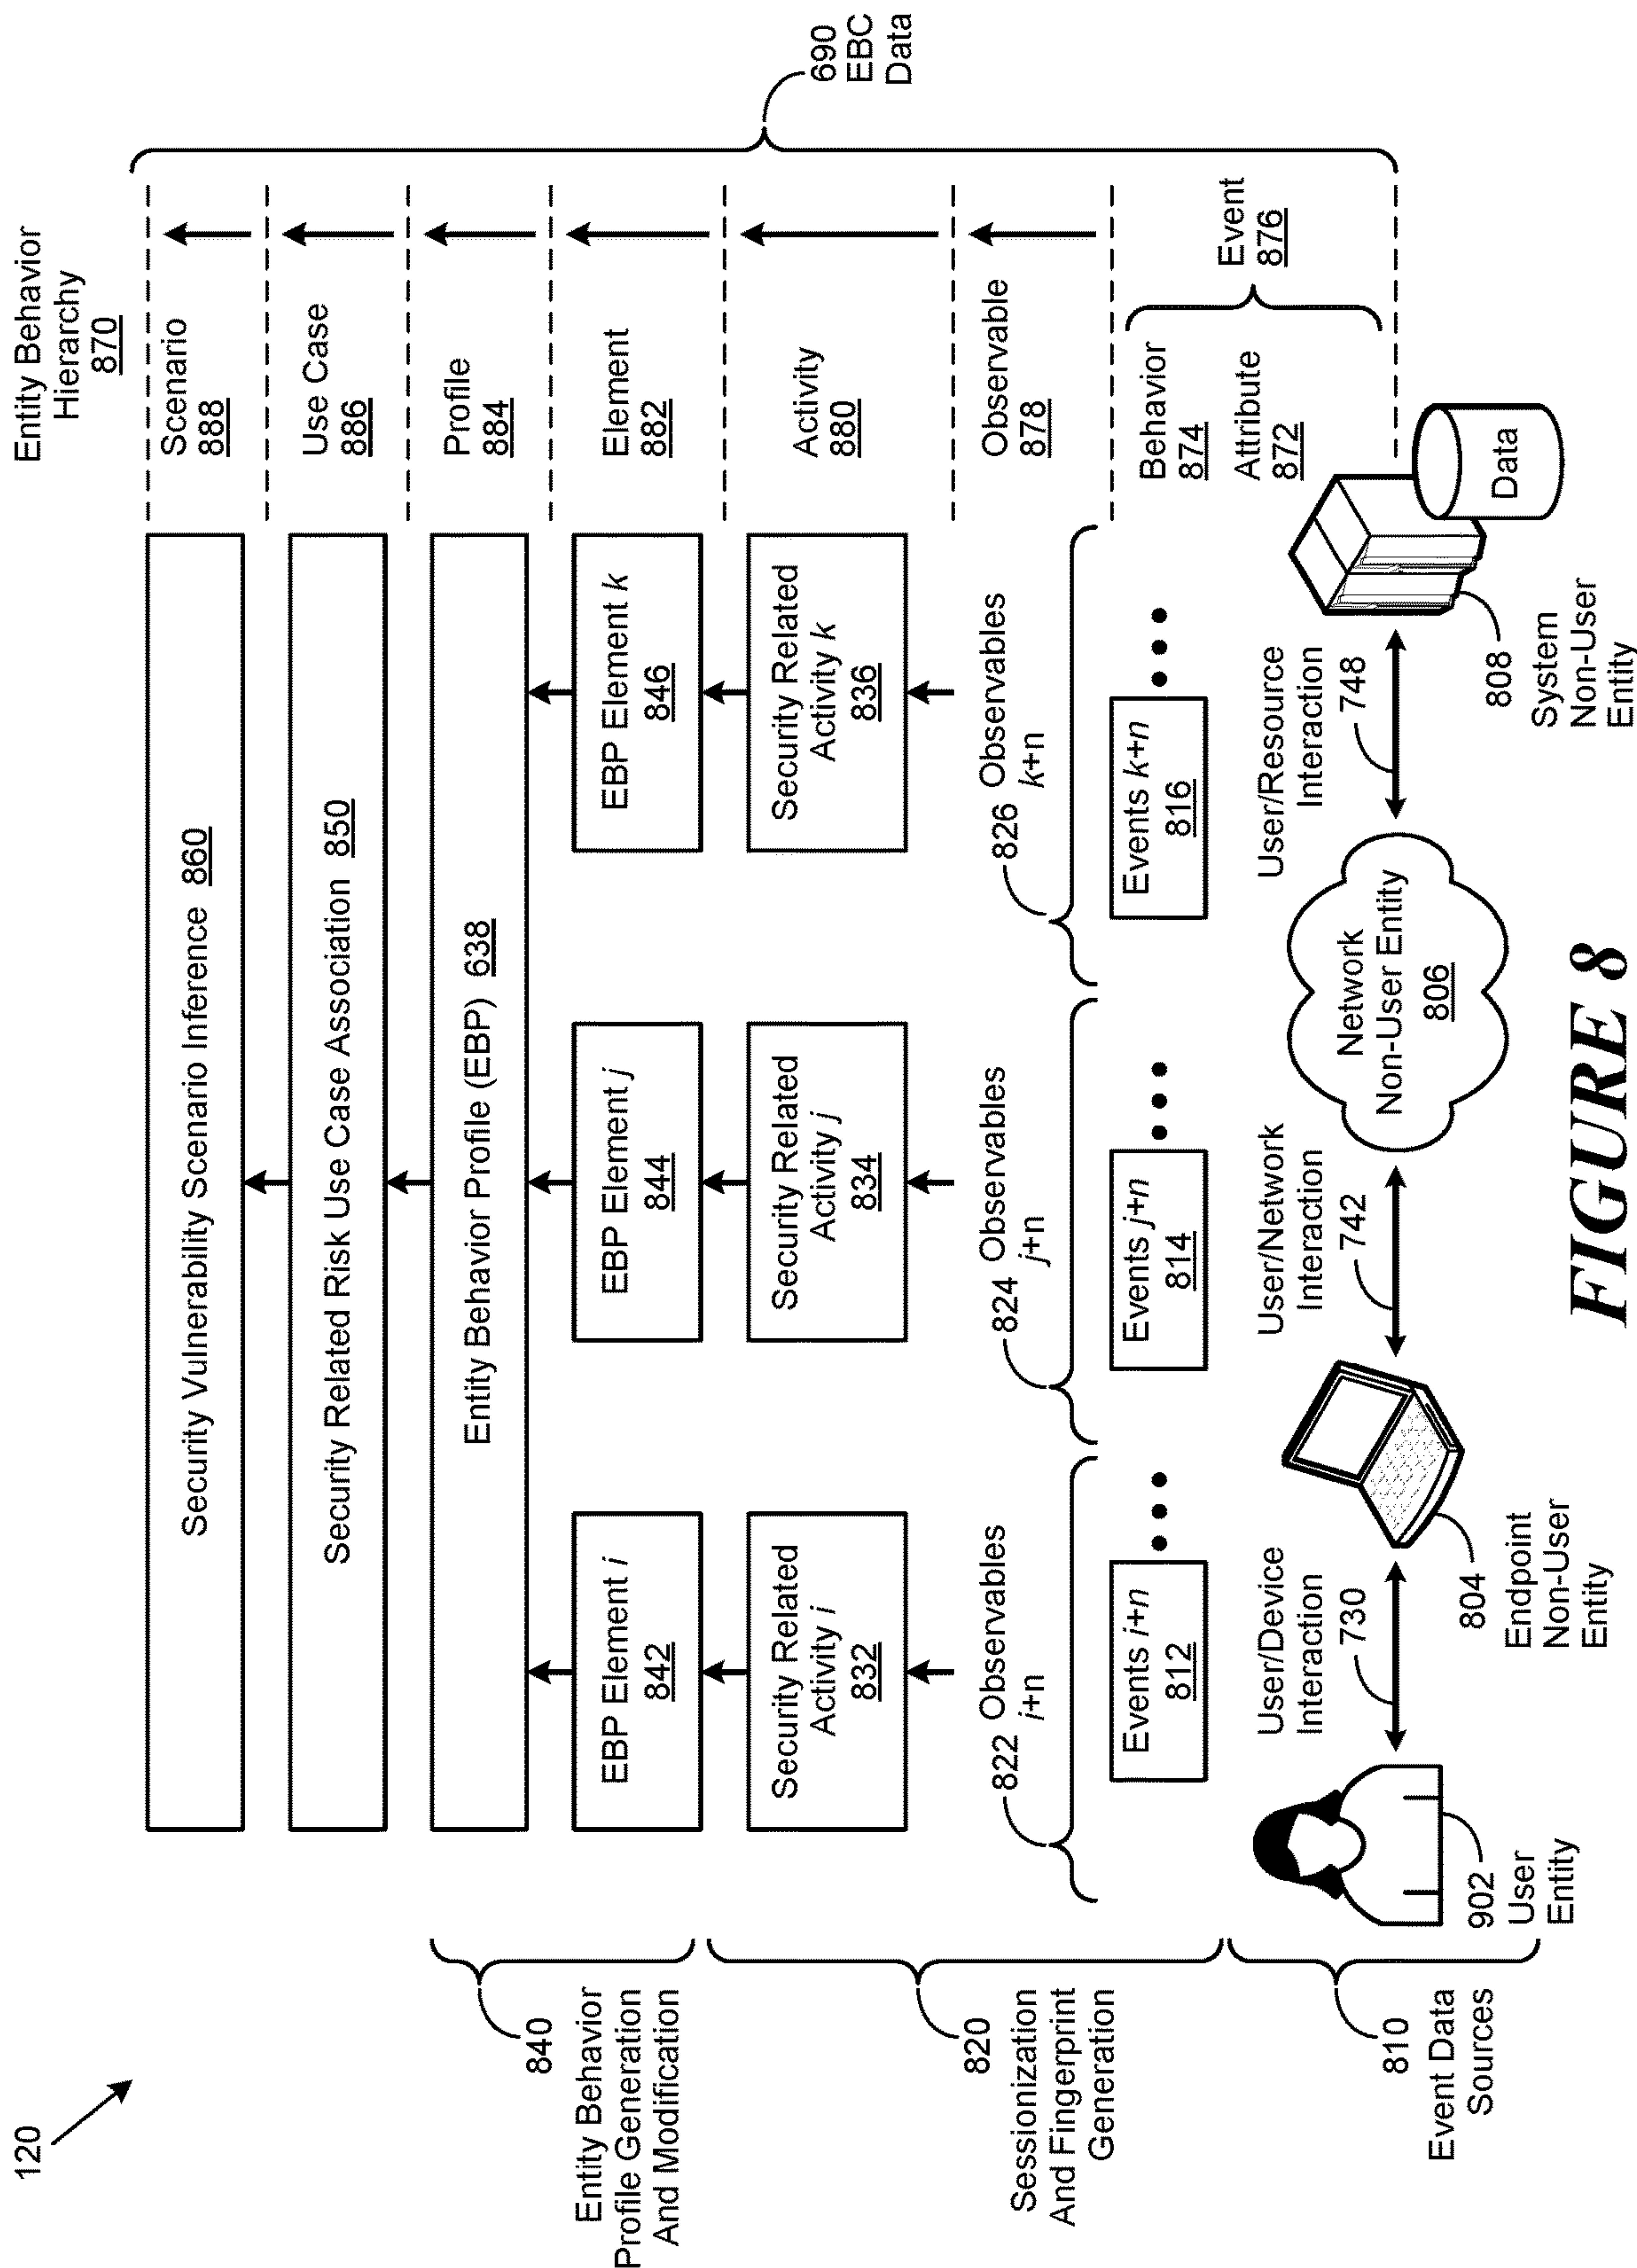 120
Entity Behavior
Hierarchy
870
Security Vulnerability Scenario Inference 860
Scenario
888
Security Related Risk Use Case Association 850
Use Case
886
840
Entity Behavior
Profile Generation
And Modification
Entity Behavior Profile (EBP) 638
Profile
884
EBP Element i
842
EBP Element j
844
EBP Element k
846
Element
882
690
EBC
Data
820
Sessionization
And Fingerprint
Generation
Security Related
Activity i
832
Security Related
Activity j
834
Security Related
Activity k
836
Activity
880
822 Observables
i+n
824 Observables
j+n
826 Observables
k+n
Observable
878
Events i+n
812
Events j+n
814
Events k+n
816
Behavior
874
Attribute
872
Event
876
810
Event Data
Sources
User/Device
Interaction
730
User/Network
Interaction
742
Network
Non-User Entity
806
User/Resource
Interaction
748
Data
902
User
Entity
804
Endpoint
Non-User
Entity
808
System
Non-User
Entity
FIGURE 8